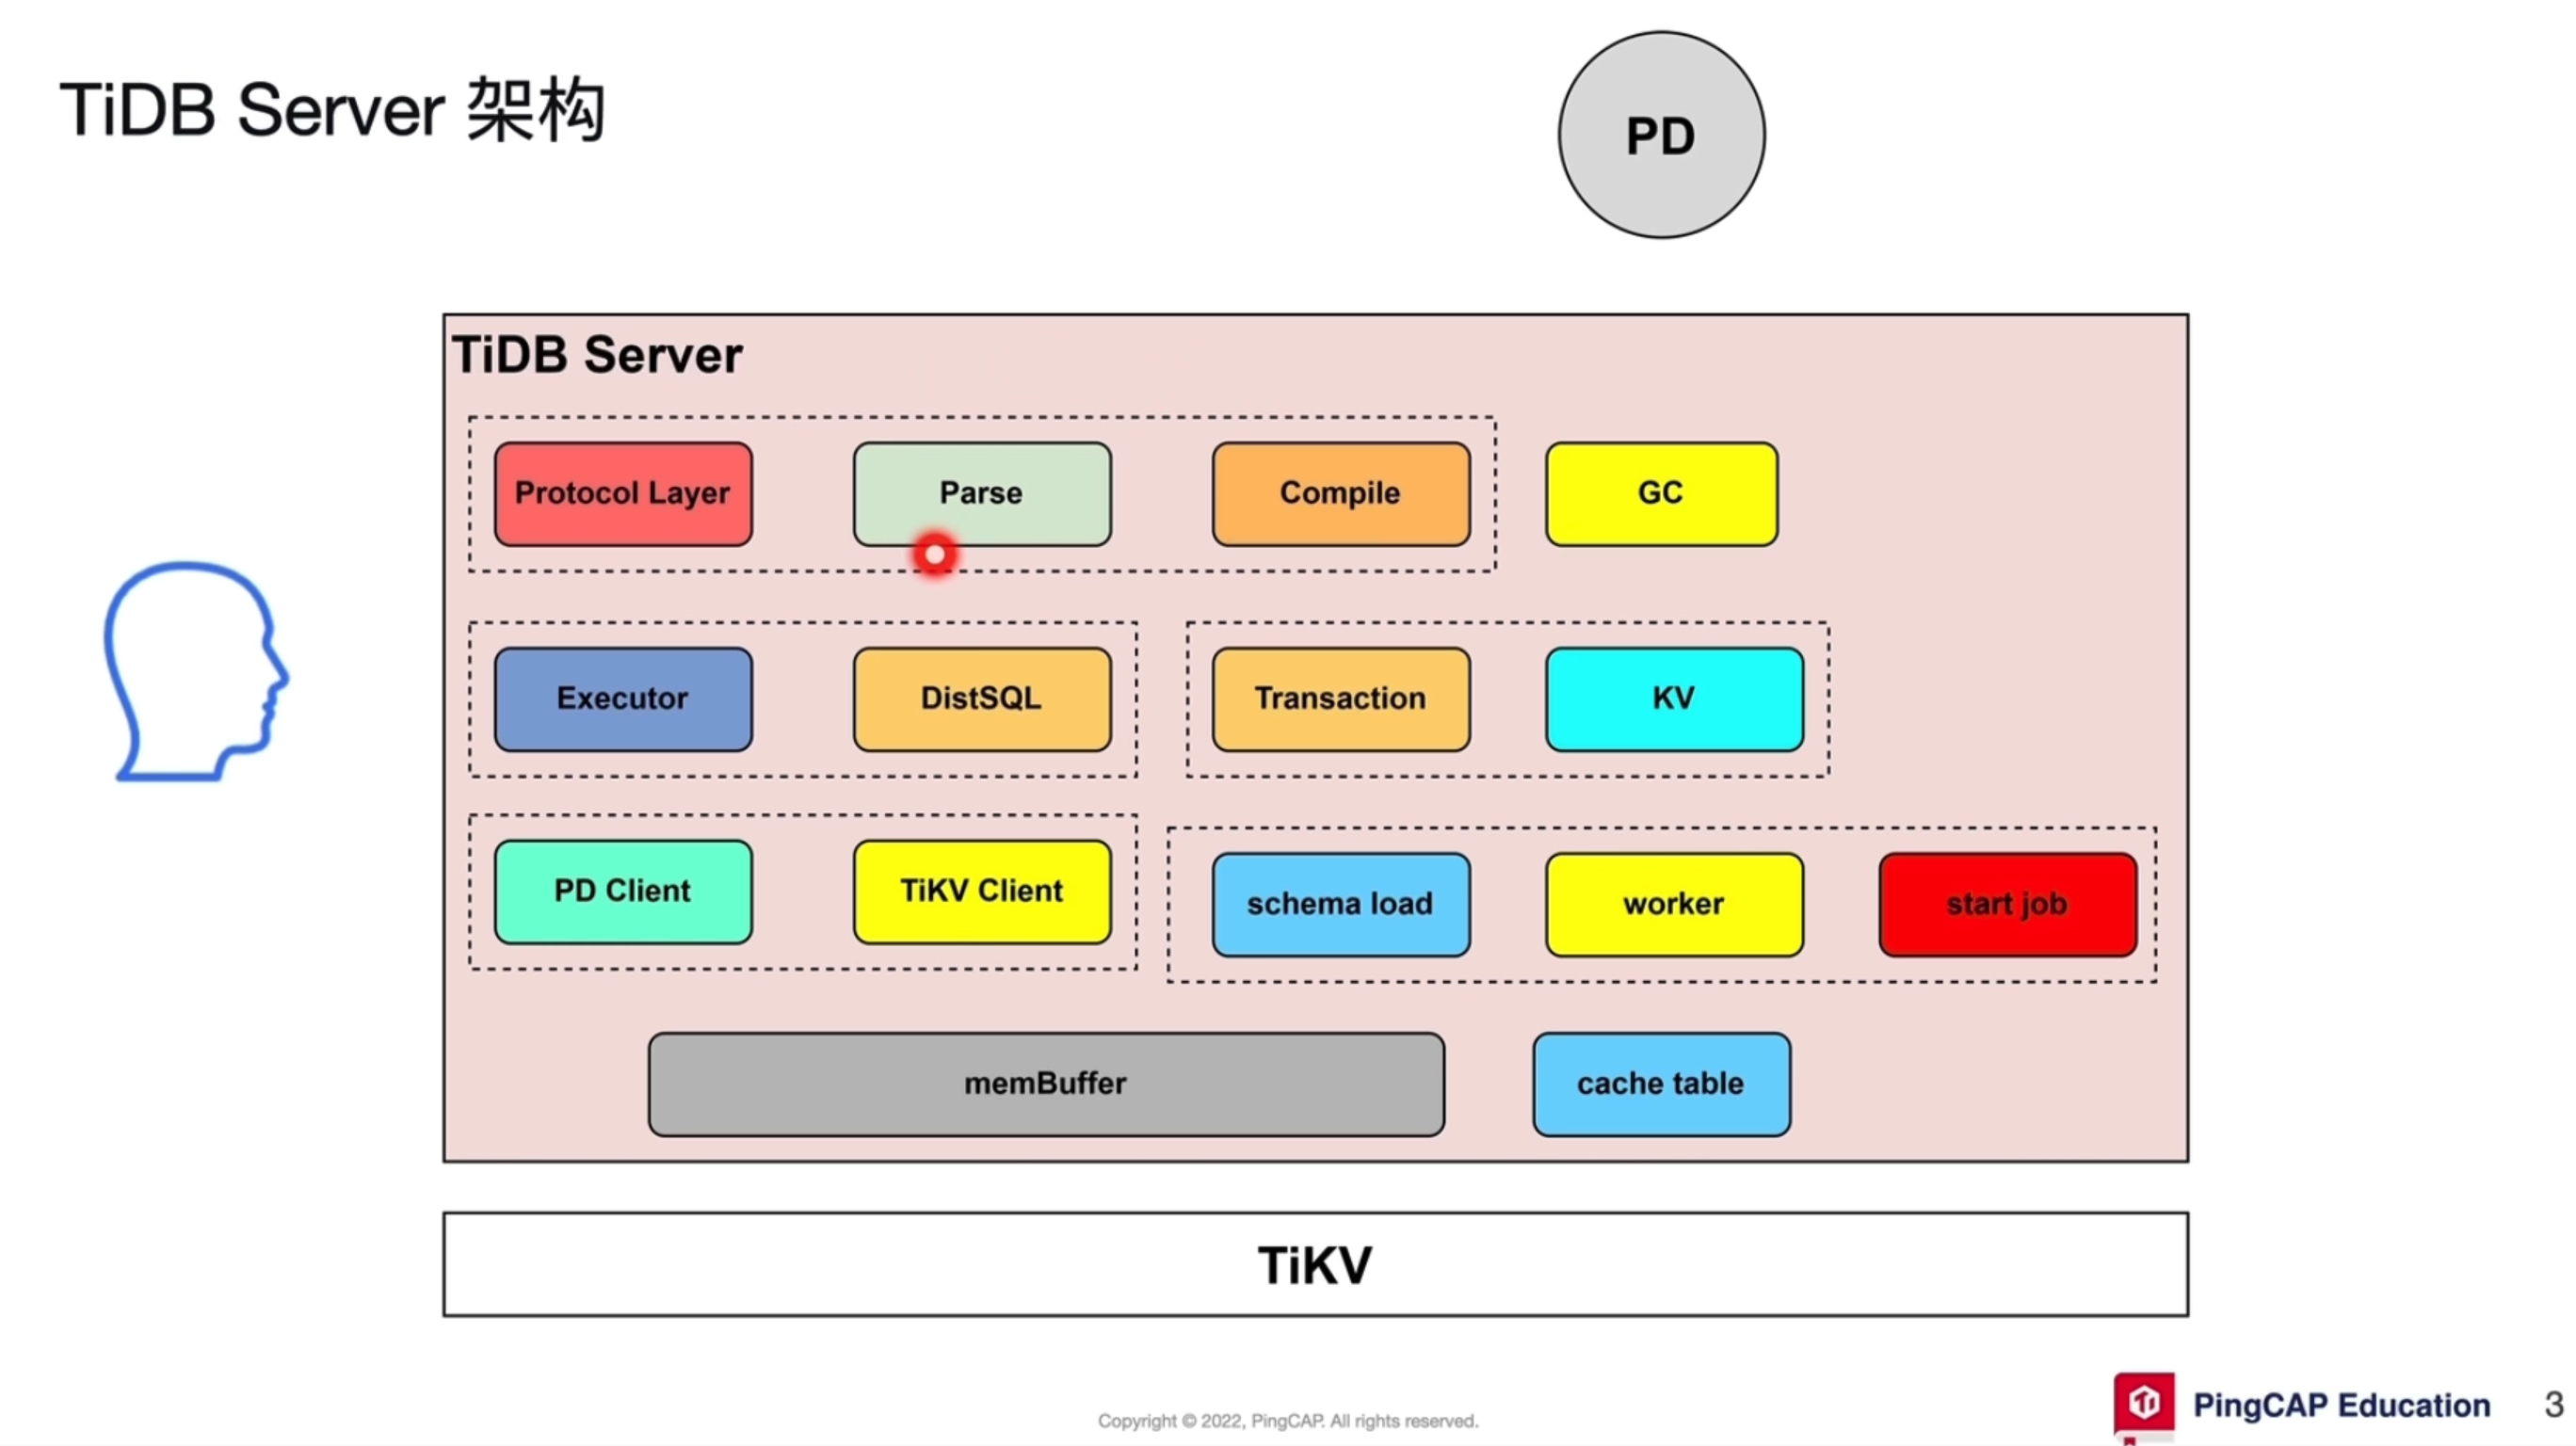 TiDB Server 架构
PD
TiDB Server
Protocol Layer
Parse
Compile
GC
Executor
DistSQL
Transaction
KV
PD Client
TiKV Client
schema load
worker
start job
memBuffer
cache table
TiKV
Copyright © 2022, PingCAP. All rights reserved.
PingCAP Education
3